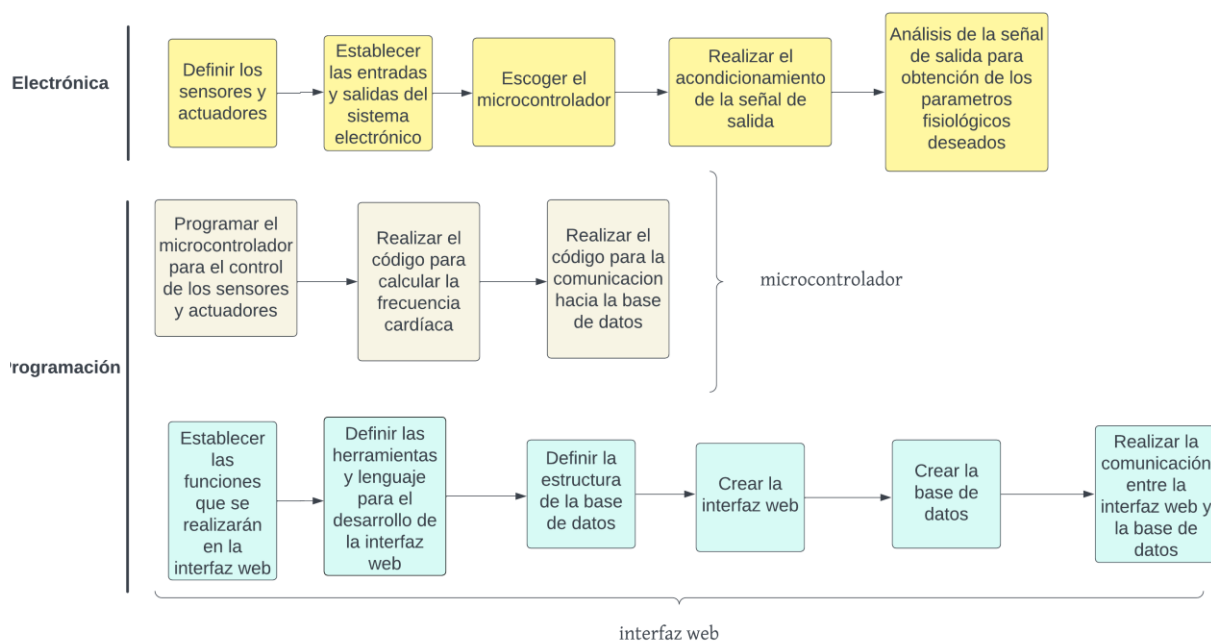 Electrónica
Definir los
sensores y
actuadores
Establecer
las entradas
y salidas del
sistema
electrónico
Escoger el
microcontrolador
Realizar el
acondicionamiento
de la señal de
salida
Análisis de la señal
de salida para
obtención de los
parametros
fisiológicos
deseados
rogramación
Programar el
microcontrolador
para el control
de los sensores
y actuadores
Realizar el
código para
calcular la
frecuencia
cardíaca
Realizar el
código para la
comunicacion
hacia la base
de datos
microcontrolador
Establecer
las
funciones
que se
realizarán
en la
interfaz web
Definir las
herramientas
y lenguaje
para el
desarrollo de
la interfaz
web
Definir la
estructura
de la base
de datos
Crear la
interfaz web
Crear la
base de
datos
Realizar la
comunicación
entre la
interfaz web y
la base de
datos
interfaz web